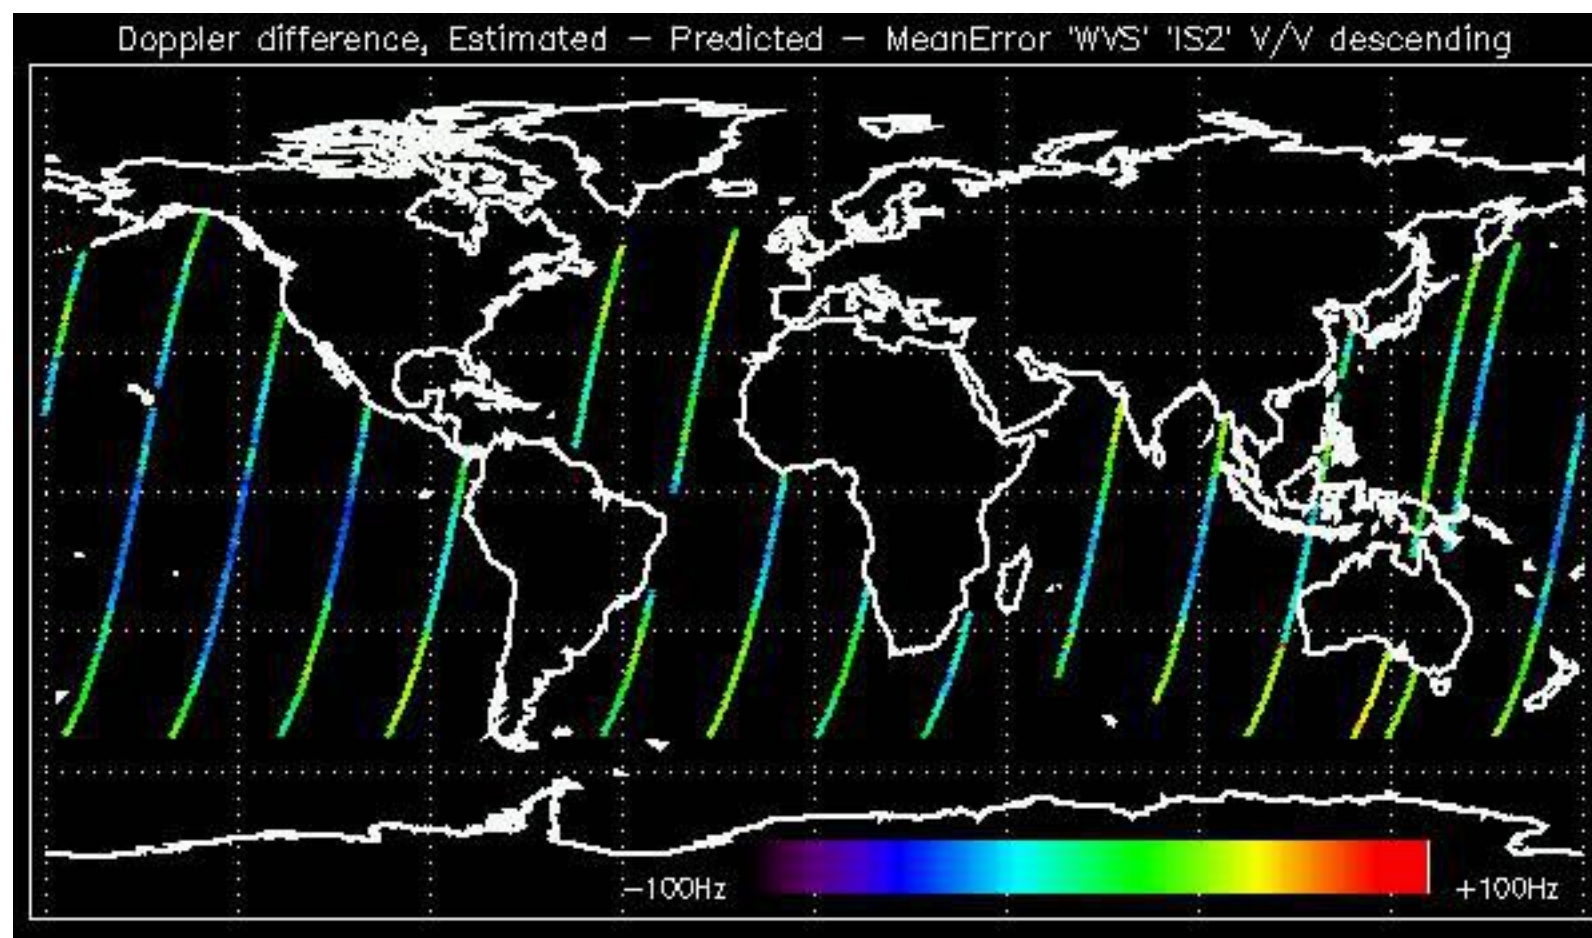 Doppler difference, Estimated – Predicted – MeanError 'WVS' 'IS2' V/V descending
−100Hz
+100Hz